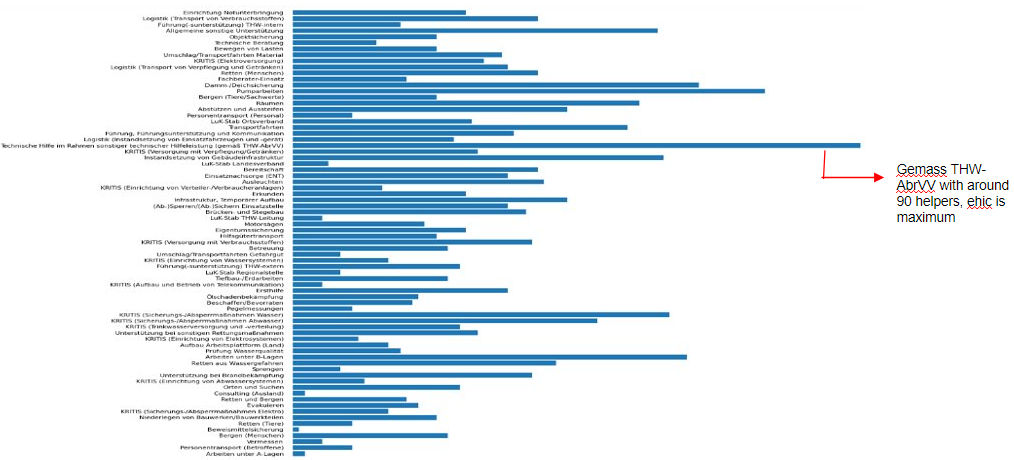 Einrichtung Notunterbringung
Logistik (Transport von Verbrauchsstoffen)
Führung(-sunterstützung) THW-intern
Allgemeine sonstige Unterstützung
Objektsicherung
Technische Beratung
Bewegen von Lasten
Umschlag/Transportfahrten Material
KRITIS (Elektroversorgung)
Logistik (Transport von Verpflegung und Getränken)
Retten (Menschen)
Fachberater-Einsatz
Damm-/Deichsicherung
Pumparbeiten
Bergen (Tiere/Sachwerte)
Räumen
Abstützen und Aussteifen
Personentransport (Personal)
LuK-Stab Ortsverband
Transportfahrten
Führung, Führungsunterstützung und Kommunikation
Logistik (Instandsetzung von Einsatzfahrzeugen und -gerät)
Technische Hilfe im Rahmen sonstiger technischer Hilfeleistung (gemäß THW-AbrVV)
KRITIS (Versorgung mit Verpflegung/Getränken)
Instandsetzung von Gebäudeinfrastruktur
LuK-Stab Landesverband
Bereitschaft
Einsatznachsorge (ENT)
Ausleuchten
KRITIS (Einrichtung von Verteiler-/Verbraucheranlagen)
Erkunden
Infrastruktur, Temporärer Aufbau
(Ab-)Sperren/(Ab-)Sichern Einsatzstelle
Brücken- und Stegebau
LuK-Stab THW-Leitung
Motorsägen
Eigentumssicherung
Hilfsgütertransport
KRITIS (Versorgung mit Verbrauchsstoffen)
Betreuung
Umschlag/Transportfahrten Gefahrgut
KRITIS (Einrichtung von Wassersystemen)
Führung(-sunterstützung) THW-extern
LuK-Stab Regionalstelle
Tiefbau-/Erdarbeiten
KRITIS (Aufbau und Betrieb von Telekommunikation)
Ersthilfe
Ölschadenbekämpfung
Beschaffen/Bevorraten
Pegelmessungen
KRITIS (Sicherungs-/Absperrmaßnahmen Wasser)
KRITIS (Sicherungs-/Absperrmaßnahmen Abwasser)
KRITIS (Trinkwasserversorgung und -verteilung)
Unterstützung bei sonstigen Rettungsmaßnahmen
KRITIS (Einrichtung von Elektrosystemen)
Aufbau Arbeitsplattform (Land)
Prüfung Wasserqualität
Arbeiten unter B-Lagen
Retten aus Wassergefahren
Sprengen
Unterstützung bei Brandbekämpfung
KRITIS (Einrichtung von Abwassersystemen)
Orten und Suchen
Consulting (Ausland)
Retten und Bergen
Evakuieren
KRITIS (Sicherungs-/Absperrmaßnahmen Elektro)
Niederlegen von Bauwerken/Bauwerkteilen
Retten (Tiere)
Beweismittelsicherung
Bergen (Menschen)
Vermessen
Personentransport (Betroffene)
Arbeiten unter A-Lagen
Gemass THW-
AbrVV with around
90 helpers, ehic is
maximum